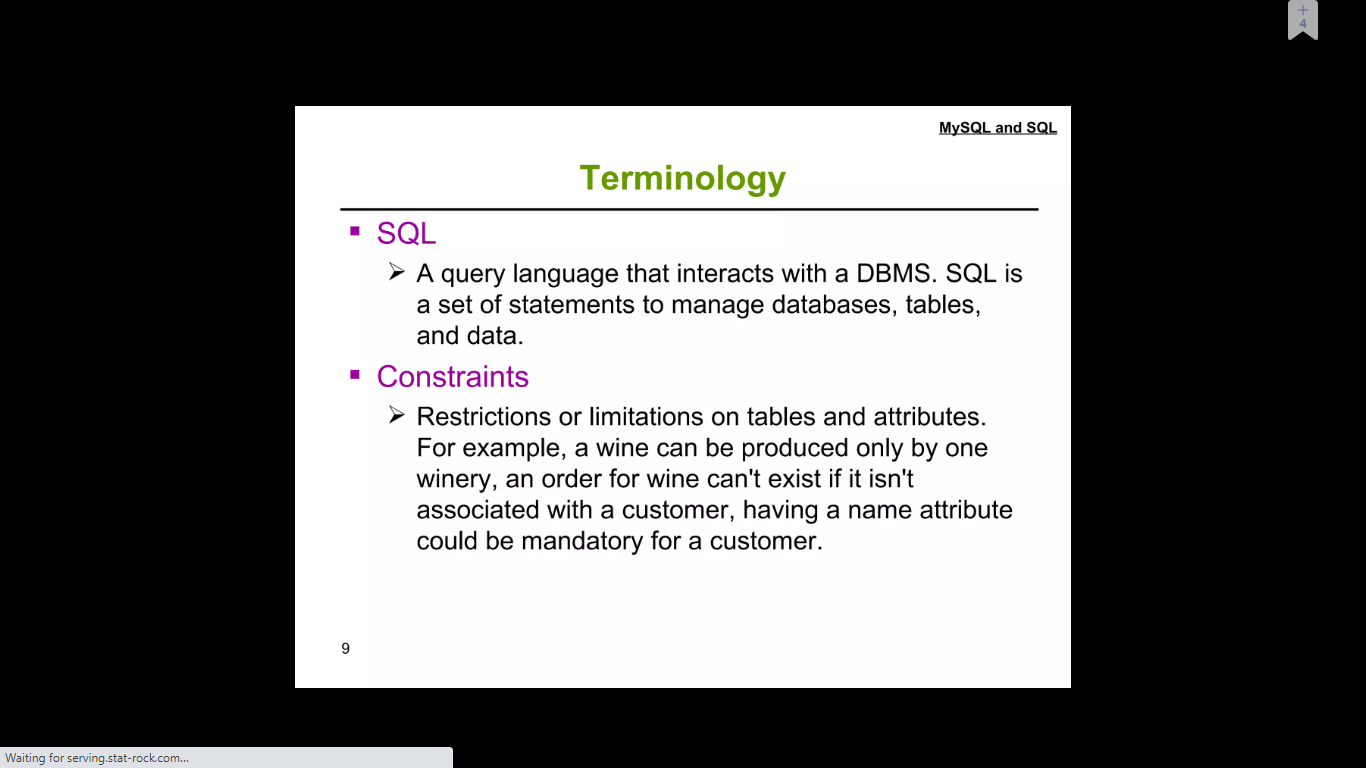 +
4
MySQL and SQL
Terminology
SQL
A query language that interacts with a DBMS. SQL is
a set of statements to manage databases, tables,
and data.
Constraints
Restrictions or limitations on tables and attributes.
For example, a wine can be produced only by one
winery, an order for wine can't exist if it isn't
associated with a customer, having a name attribute
could be mandatory for a customer.
9
Waiting for serving.stat-rock.com...